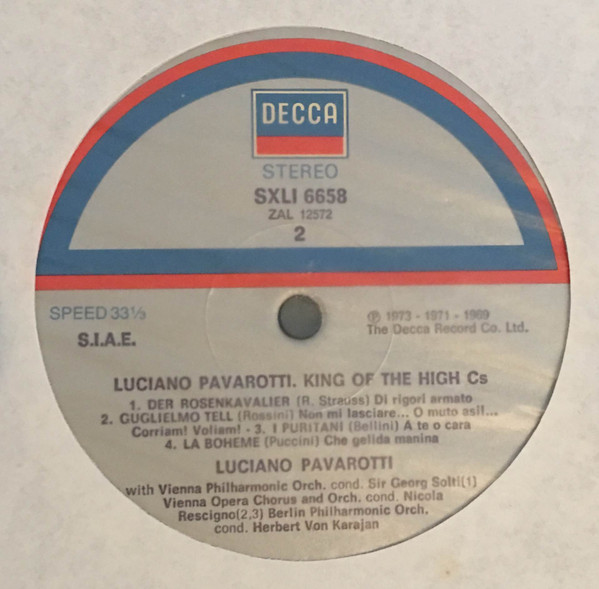 DECCA
STEREO
SXLI 6658
ZAL 12572
2
SPEED 33⅓
S.I.A.E.
Ⓟ 1973 - 1971 - 1969
The Decca Record Co. Ltd.
LUCIANO PAVAROTTI. KING OF THE HIGH Cs
1. DER ROSENKAVALIER (R. Strauss) Di rigori armato
2. GUGLIELMO TELL (Rossini) Non mi lasciare... O muto asil...
Corriam! Voliam! - 3. I PURITANI (Bellini) A te o cara
4. LA BOHEME (Puccini) Che gelida manina
LUCIANO PAVAROTTI
with Vienna Philharmonic Orch. cond. Sir Georg Solti(1)
Vienna Opera Chorus and Orch. cond. Nicola
Rescigno(2,3) Berlin Philharmonic Orch.
cond. Herbert Von Karajan